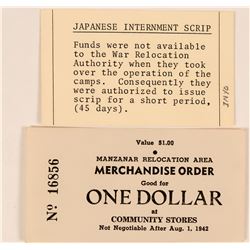 JAPANESE INTERNMENT SCRIP
Funds were not available
to the War Relocation
Authority when they took
over the operation of the
camps. Consequently they
were authorized to issue
scrip for a short period,
(45 days).
INYO
Value $1.00
MANZANAR RELOCATION AREA
MERCHANDISE ORDER
Good for
ONE DOLLAR
at
COMMUNITY STORES
Not Negotiable After Aug. 1, 1942
No 16856